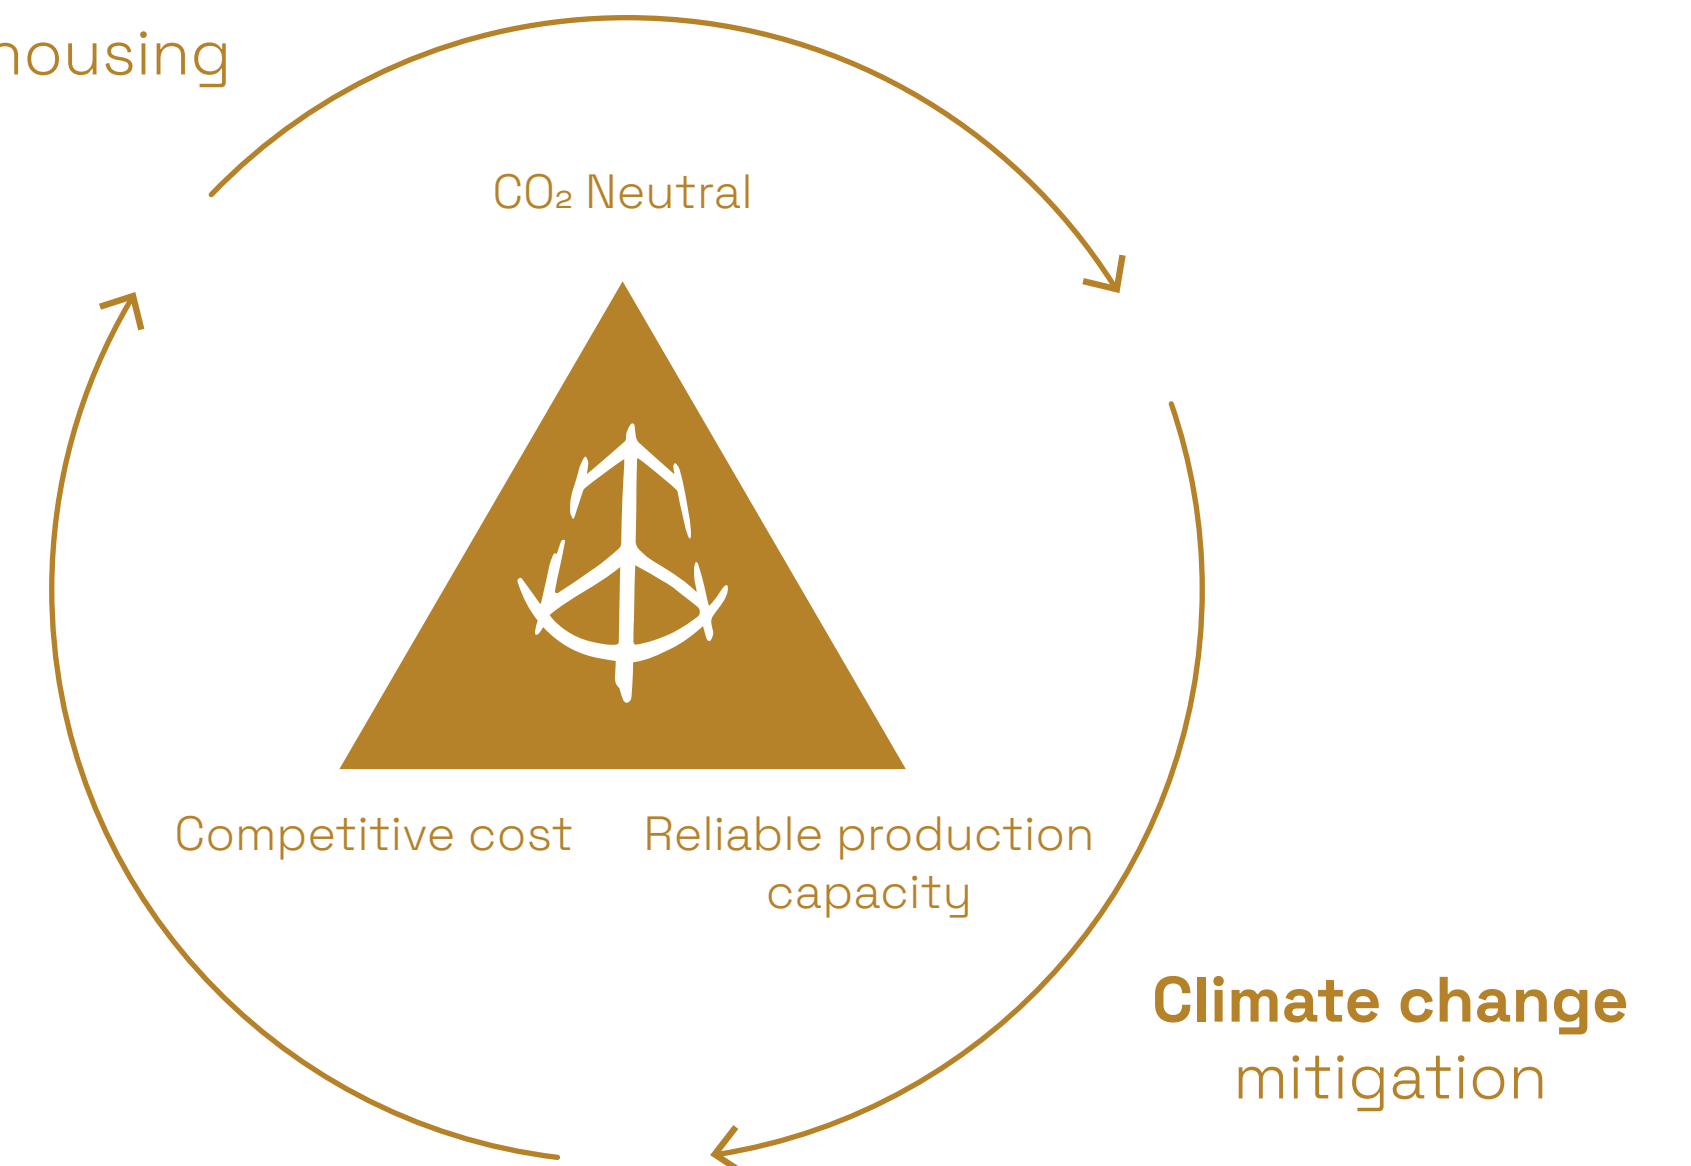 housing
CO₂ Neutral
Competitive cost
Reliable production
capacity
Climate change
mitigation